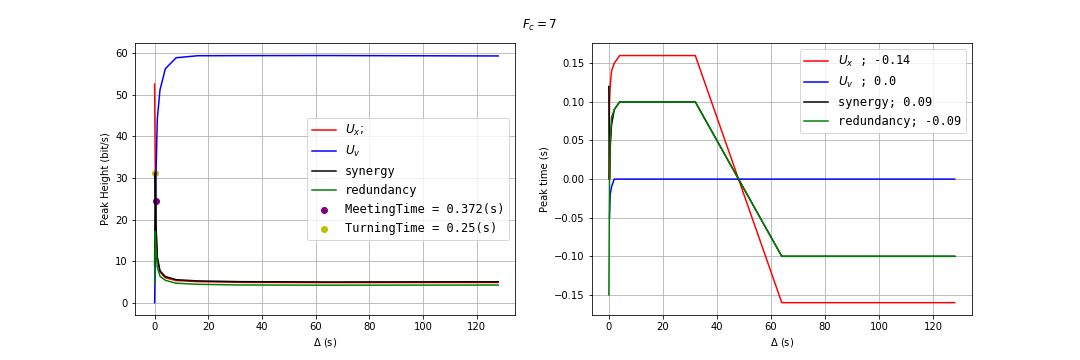 F_c = 7
Peak Height (bit/s)
60
50
40
30
20
10
0
U_x;
U_v
synergy
redundancy
MeetingTime = 0.372(s)
TurningTime = 0.25(s)
0 20 40 60 80 100 120
Δ (s)
Peak time (s)
0.15
0.10
0.05
0.00
−0.05
−0.10
−0.15
U_x ; -0.14
U_v ; 0.0
synergy; 0.09
redundancy; -0.09
0 20 40 60 80 100 120
Δ (s)